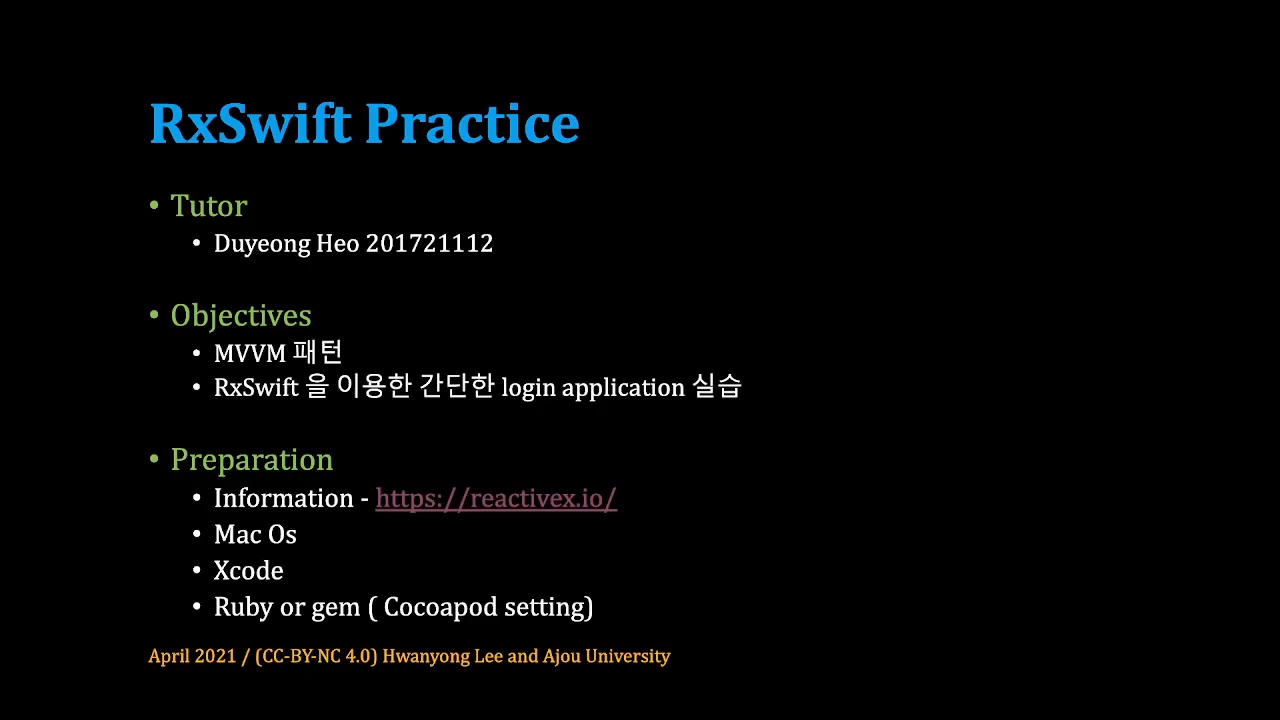 RxSwift Practice
• Tutor
• Duyeong Heo 201721112
• Objectives
• MVVM 패턴
• RxSwift 을 이용한 간단한 login application 실습
• Preparation
• Information - https://reactivex.io/
• Mac Os
• Xcode
• Ruby or gem ( Cocoapod setting)
April 2021 / (CC-BY-NC 4.0) Hwanyong Lee and Ajou University